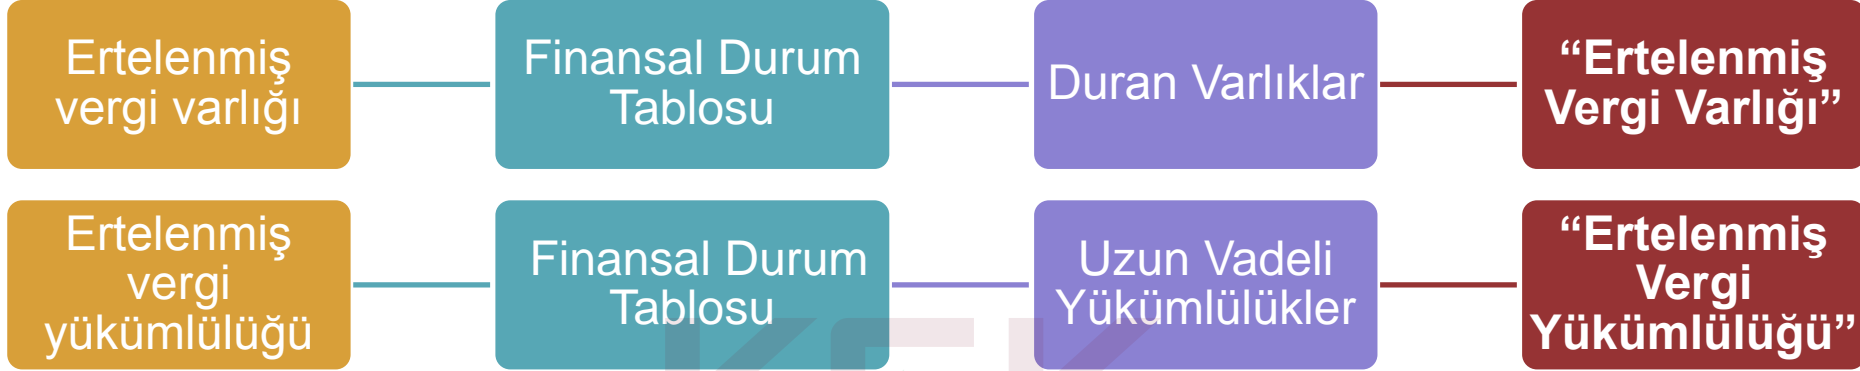 Ertelenmiş
vergi varlığı
Finansal Durum
Tablosu
Duran Varlıklar
“Ertelenmiş
Vergi Varlığı”
Ertelenmiş
vergi
yükümlülüğü
Finansal Durum
Tablosu
Uzun Vadeli
Yükümlülükler
“Ertelenmiş
Vergi
Yükümlülüğü”